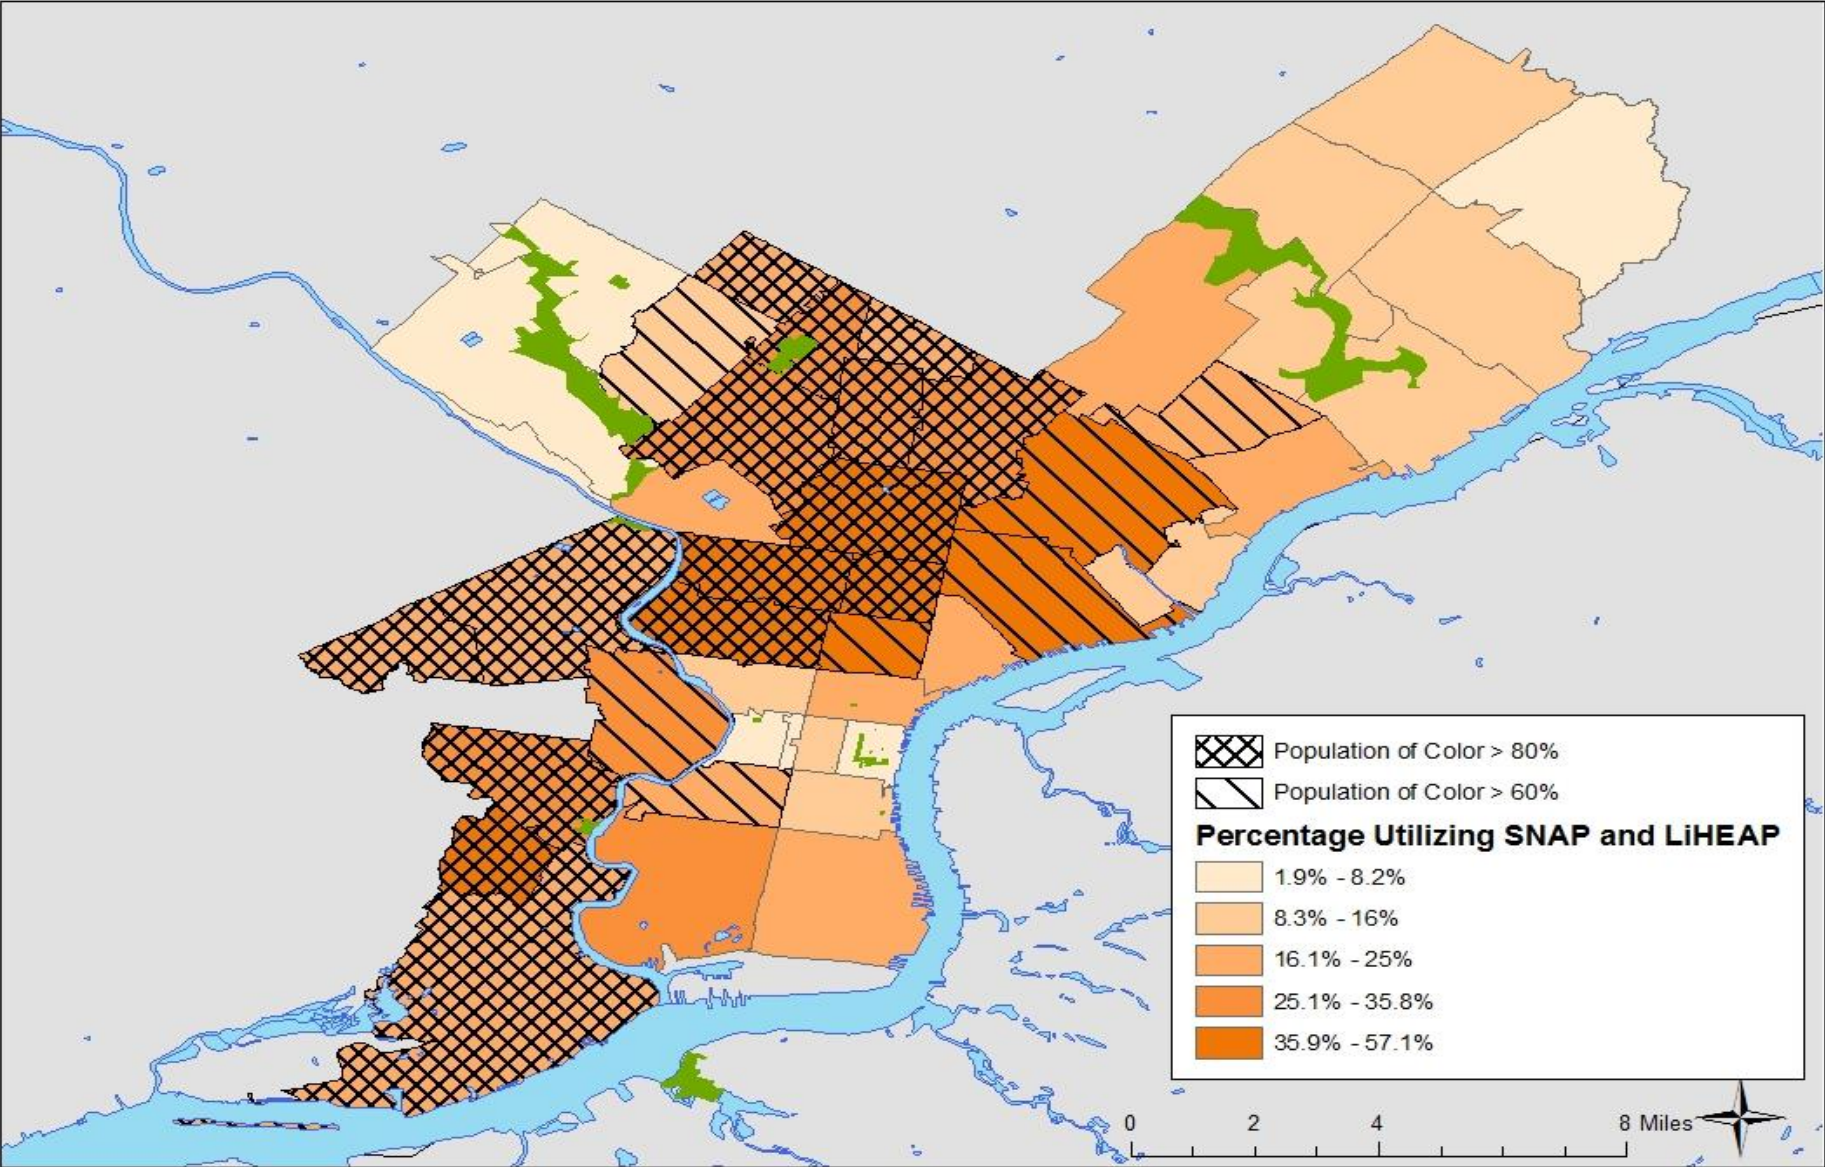 Population of Color > 80%
Population of Color > 60%
Percentage Utilizing SNAP and LiHEAP
1.9% - 8.2%
8.3% - 16%
16.1% - 25%
25.1% - 35.8%
35.9% - 57.1%
0 2 4 8 Miles